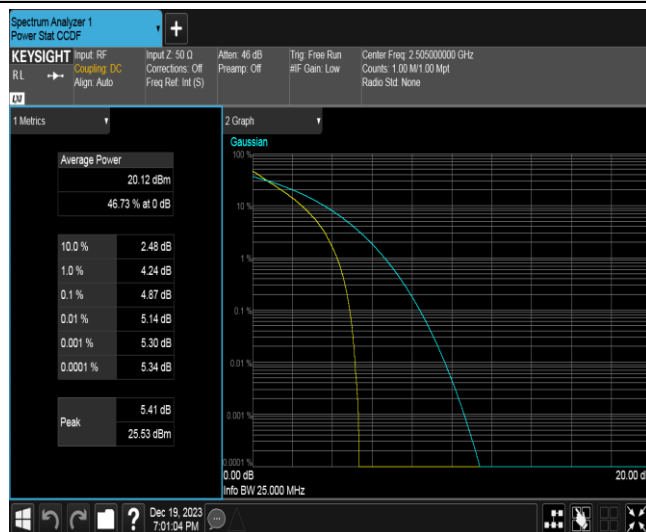 Spectrum Analyzer 1
Power Stat CCDF
+
KEYSIGHT
RL
LXI
Input: RF
Coupling: DC
Align: Auto
Input Z: 50 Ω
Corrections: Off
Freq Ref: Int (S)
Atten: 46 dB
Preamp: Off
Trig: Free Run
#IF Gain: Low
Center Freq: 2.505000000 GHz
Counts: 1.00 M/1.00 Mpt
Radio Std: None
1 Metrics
Average Power
20.12 dBm
46.73 % at 0 dB
10.0 % 2.48 dB
1.0 % 4.24 dB
0.1 % 4.87 dB
0.01 % 5.14 dB
0.001 % 5.30 dB
0.0001 % 5.34 dB
Peak
5.41 dB
25.53 dBm
2 Graph
Gaussian
100 %
10 %
1 %
0.1 %
0.01 %
0.001 %
0.0001 %
0.00 dB
20.00 d
Info BW 25.000 MHz
?
Dec 19, 2023
7:01:04 PM